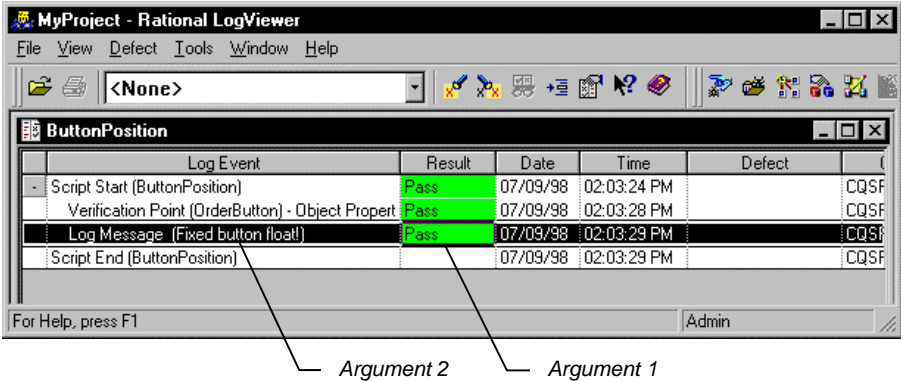 MyProject - Rational LogViewer
File View Defect Tools Window Help
<None>
ButtonPosition
Log Event Result Date Time Defect
- Script Start (ButtonPosition) Pass 07/09/98 02:03:24 PM CQSF
Verification Point (OrderButton) - Object Propert Pass 07/09/98 02:03:28 PM CQSF
Log Message (Fixed button float!) Pass 07/09/98 02:03:29 PM CQSF
Script End (ButtonPosition) 07/09/98 02:03:29 PM CQSF
For Help, press F1 Admin
Argument 2 Argument 1